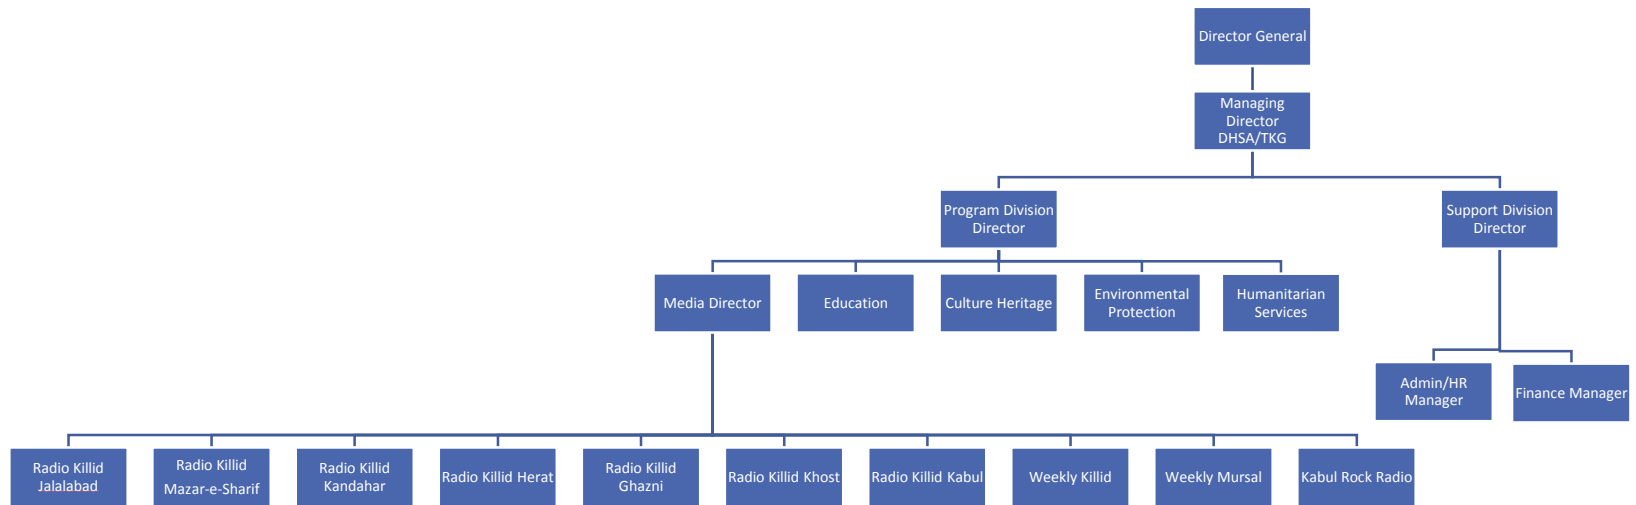 Director General
Managing
Director
DHSA/TKG
Program Division
Director
Support Division
Director
Media Director
Education
Culture Heritage
Environmental
Protection
Humanitarian
Services
Admin/HR
Manager
Finance Manager
Radio Killid
Jalalabad
Radio Killid
Mazar-e-Sharif
Radio Killid
Kandahar
Radio Killid Herat
Radio Killid
Ghazni
Radio Killid Khost
Radio Killid Kabul
Weekly Killid
Weekly Mursal
Kabul Rock Radio